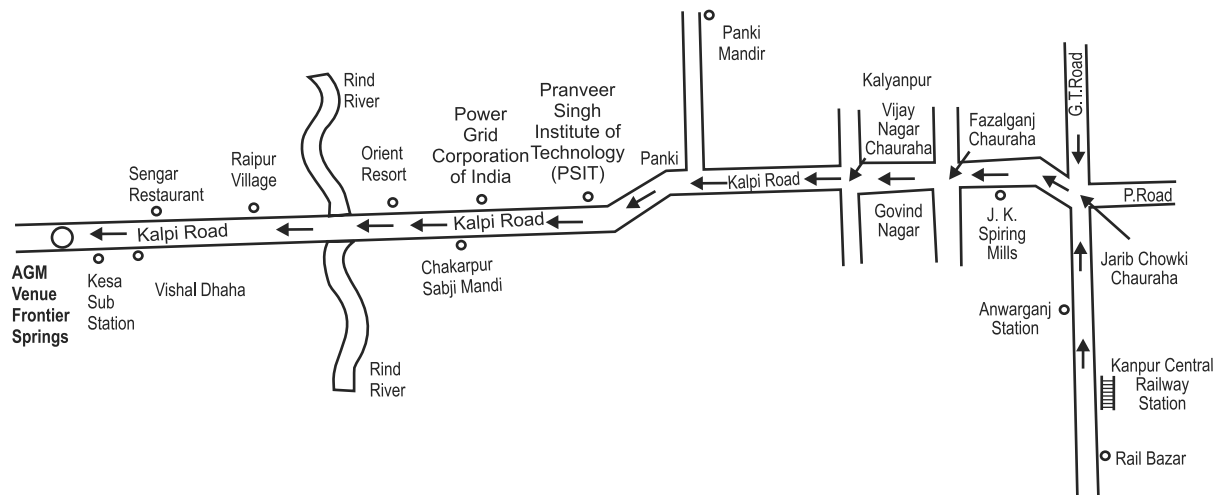 Panki
Mandir
Rind
River
Kalyanpur
Vijay
Nagar
Chauraha
Fazalganj
Chauraha
G.T.Road
Pranveer
Singh
Institute of
Technology
(PSIT)
Power
Grid
Corporation
of India
Orient
Resort
Raipur
Village
Sengar
Restaurant
Panki
Kalpi Road
P.Road
Kalpi Road
Kalpi Road
Govind
Nagar
J. K.
Spiring
Mills
Jarib Chowki
Chauraha
Chakarpur
Sabji Mandi
AGM
Venue
Frontier
Springs
Kesa
Sub
Station
Vishal Dhaha
Anwarganj
Station
Rind
River
Kanpur Central
Railway
Station
Rail Bazar